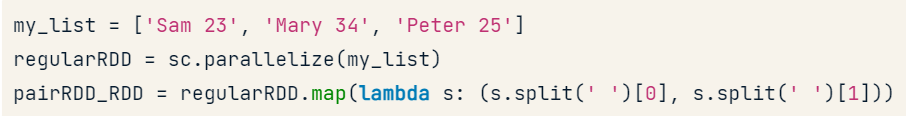 my_list = ['Sam 23', 'Mary 34', 'Peter 25']
regularRDD = sc.parallelize(my_list)
pairRDD_RDD = regularRDD.map(lambda s: (s.split(' ')[0], s.split(' ')[1]))